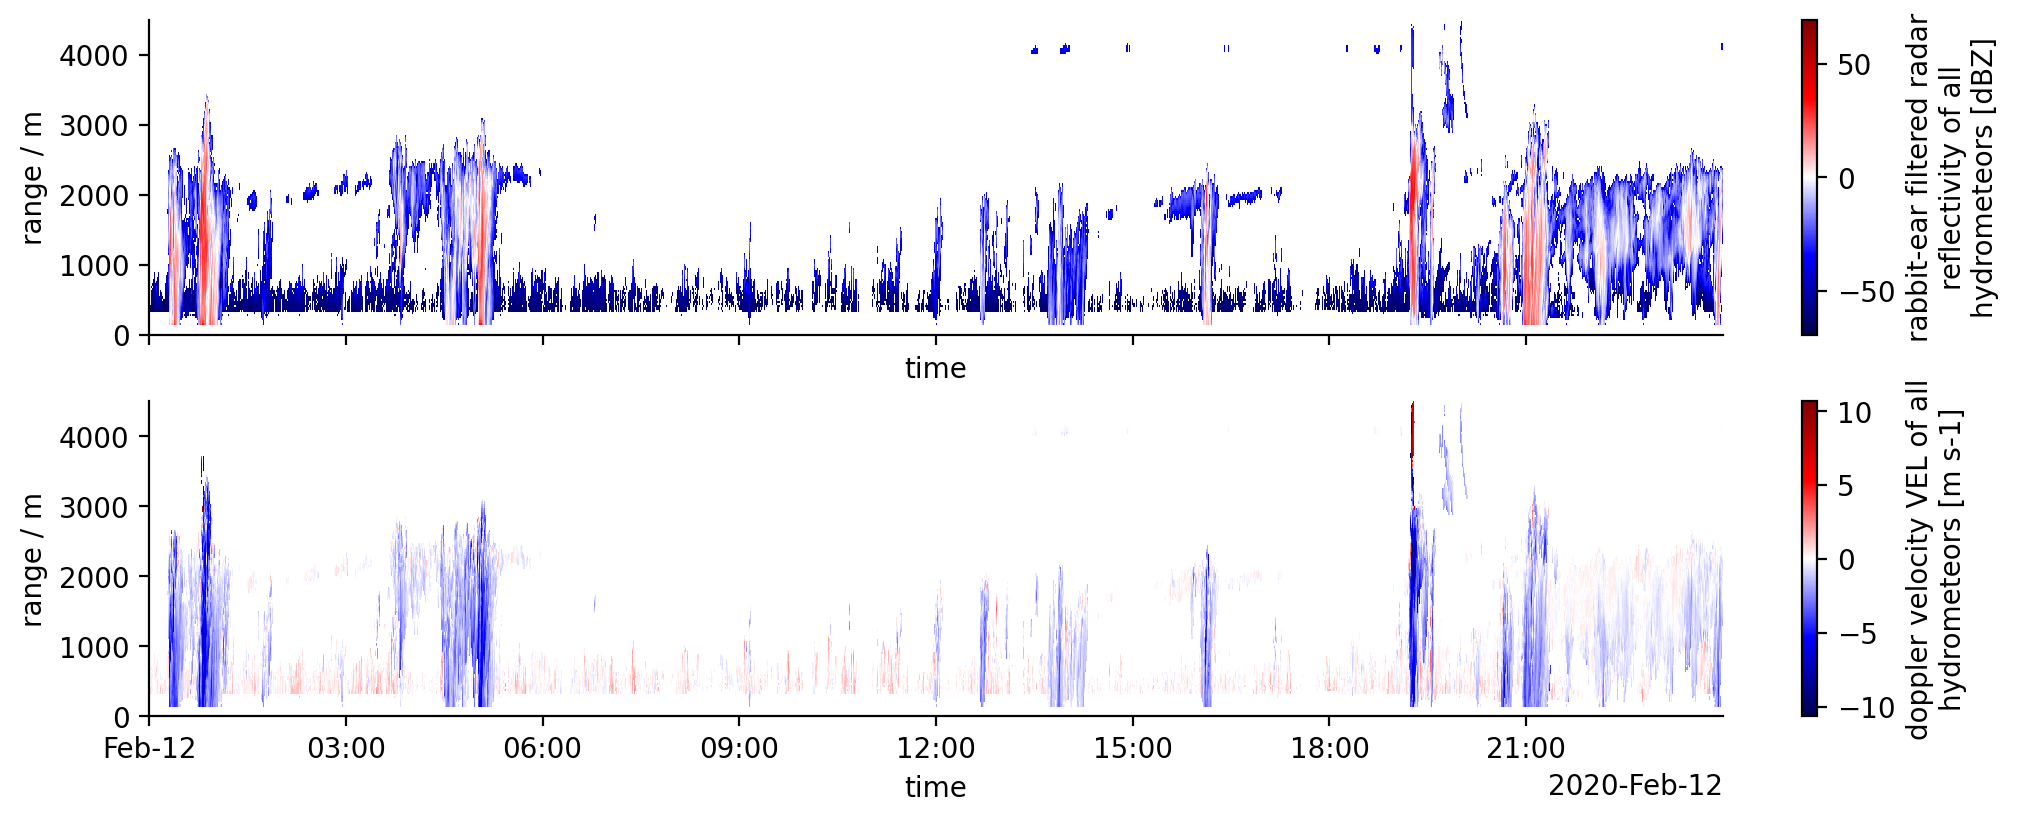 4000
3000
2000
1000
0
range / m
time
50
0
−50
rabbit-ear filtered radar
reflectivity of all
hydrometeors [dBZ]
4000
3000
2000
1000
0
range / m
Feb-12
03:00
06:00
09:00
12:00
15:00
18:00
21:00
time
2020-Feb-12
10
5
0
−5
−10
doppler velocity VEL of all
hydrometeors [m s-1]